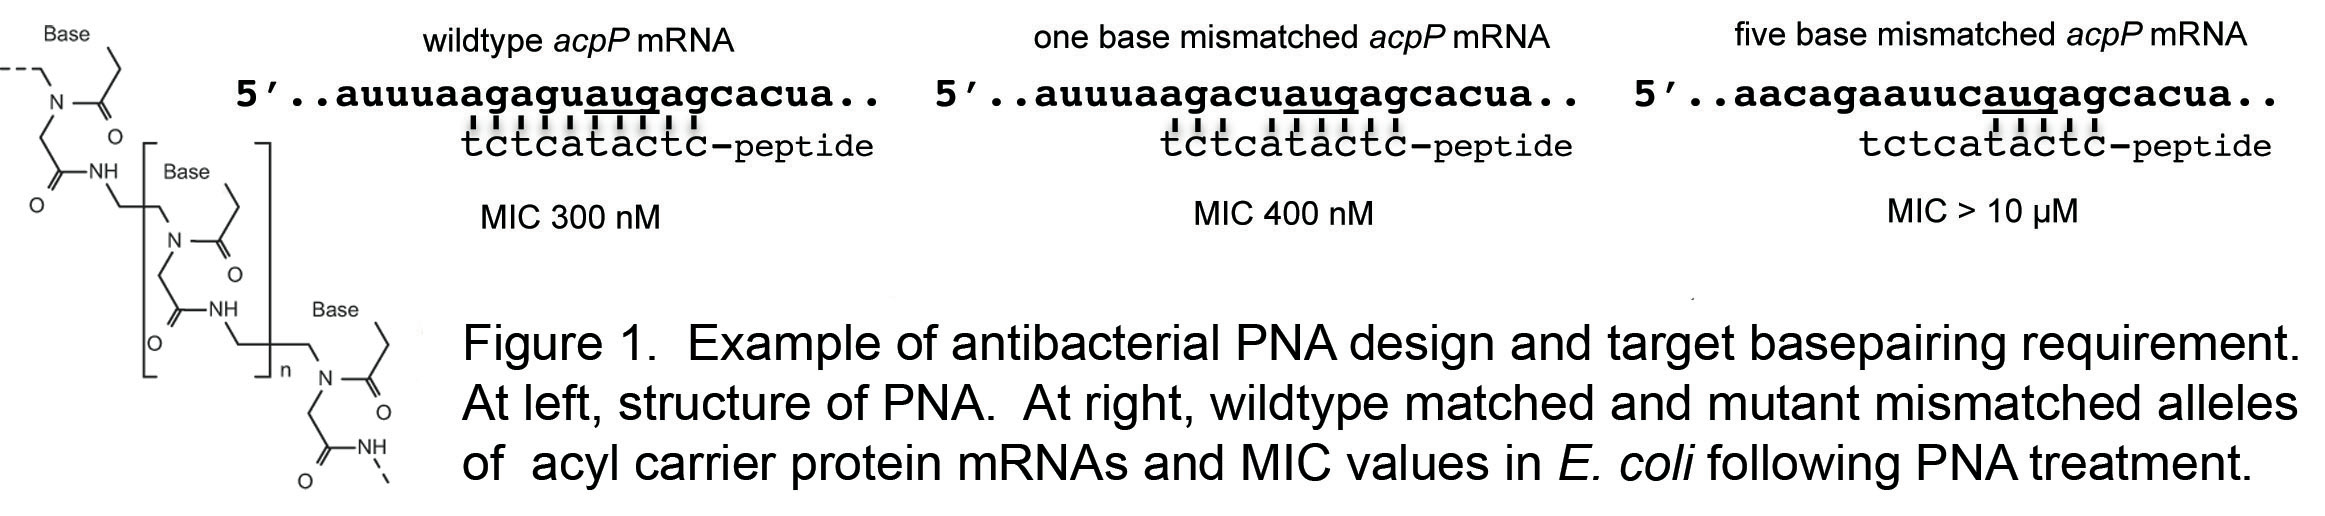 Base
N
O
O
NH
Base
N
O
O
NH
n
Base
N
O
O
NH
wildtype acpP mRNA
5′..auuuaagaguaugagcacua..
tctcatactc–peptide
MIC 300 nM
one base mismatched acpP mRNA
5′..auuuaagacuaugagcacua..
tctcatactc–peptide
MIC 400 nM
five base mismatched acpP mRNA
5′..aacagaauucaugagcacua..
tctcatactc–peptide
MIC > 10 µM
Figure 1. Example of antibacterial PNA design and target basepairing requirement.
At left, structure of PNA. At right, wildtype matched and mutant mismatched alleles
of acyl carrier protein mRNAs and MIC values in E. coli following PNA treatment.